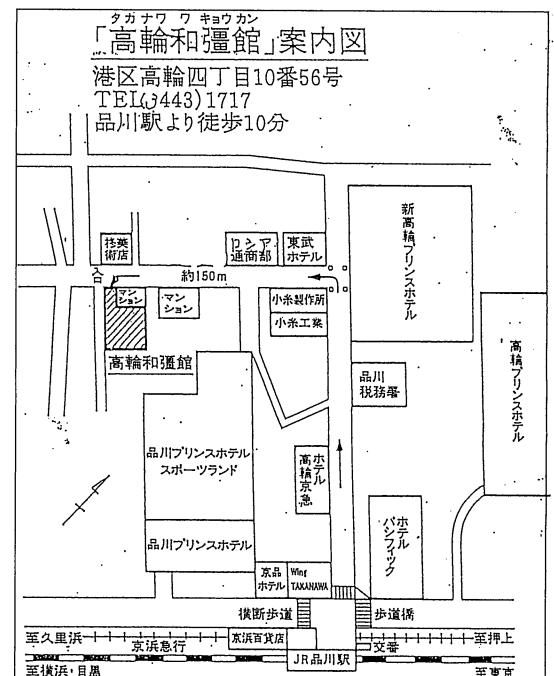 タカナワ ワ キョウカン
「高輪和彊館」案内図
港区高輪四丁目10番56号
TEL(3443)1717
品川駅より徒歩10分
新高輪プリンスホテル
柊美術店
ロシア通商部
東武ホテル
約150m
マンション
マンション
小糸製作所
小糸工業
高輪プリンスホテル
高輪和彊館
品川税務署
品川プリンスホテル
スポーツランド
ホテル高輪京急
ホテルパシフィック
品川プリンスホテル
京品ホテル
Wing TAKANAWA
横断歩道
歩道橋
至久里浜
京浜急行
京浜百貨店
交番
至押上
JR品川駅
至横浜・目黒
至東京